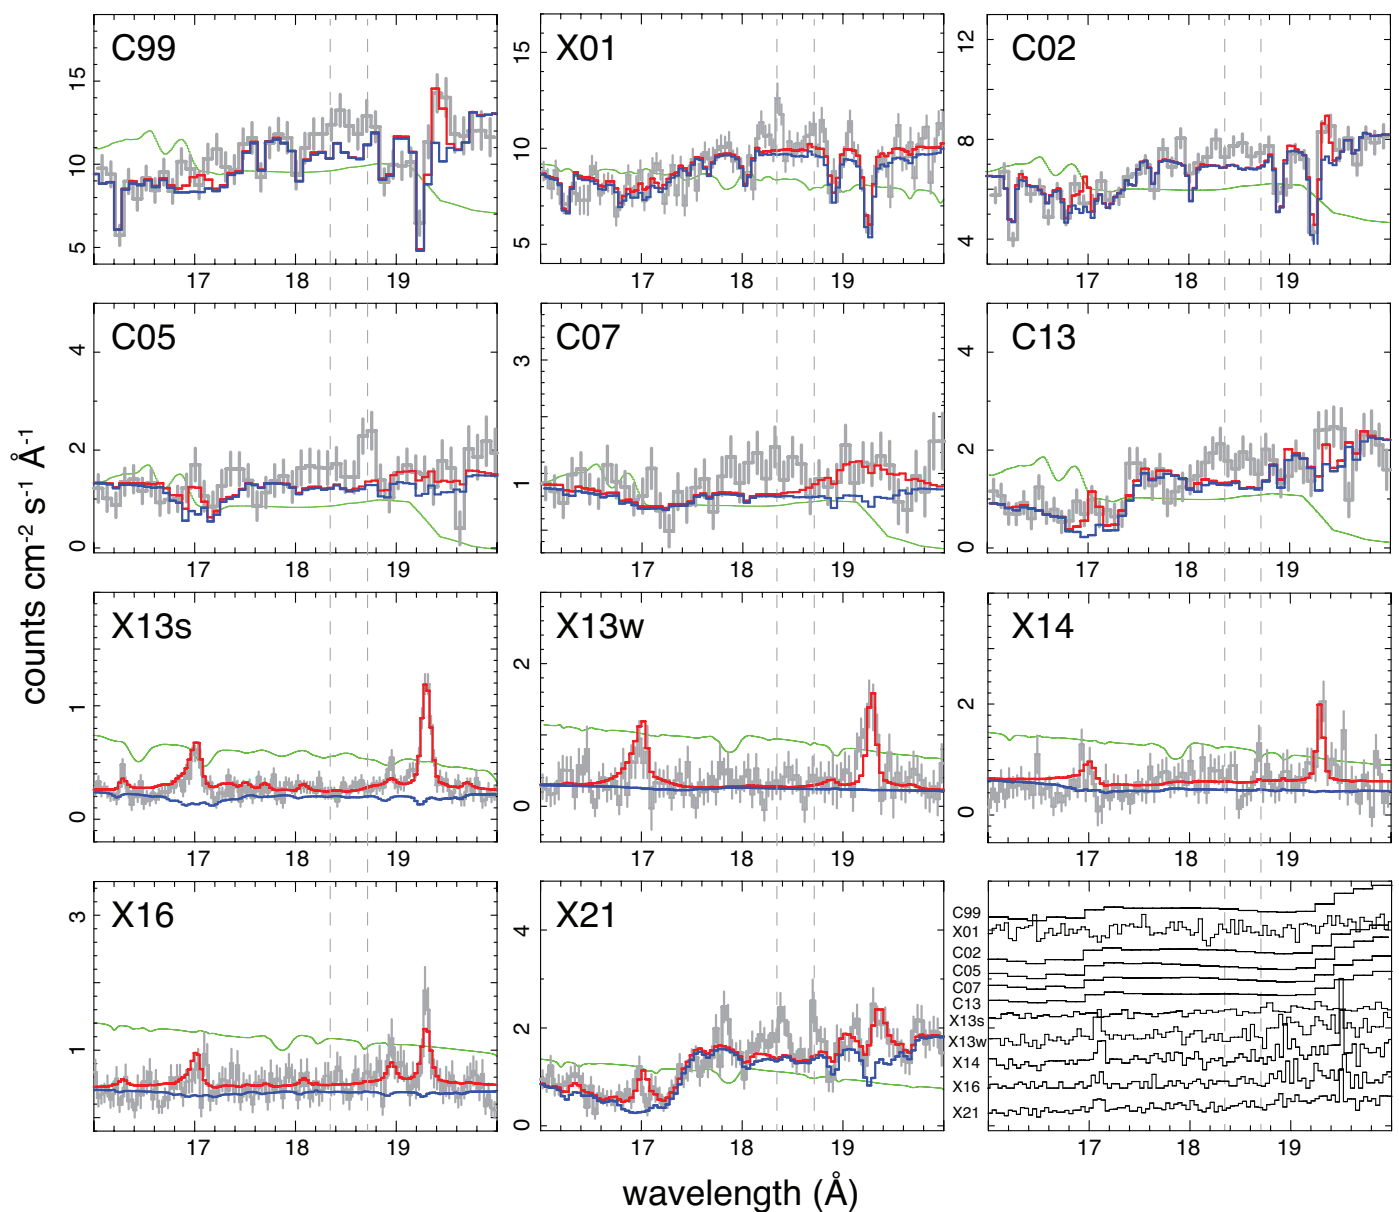 C99
X01
C02
15
10
5
15
10
5
12
8
4
17 18 19
17 18 19
17 18 19
C05
C07
C13
4
2
0
3
1
4
2
0
17 18 19
17 18 19
17 18 19
X13s
X13w
X14
1
0
2
0
2
0
17 18 19
17 18 19
17 18 19
X16
X21
3
1
4
2
0
C99
X01
C02
C05
C07
C13
X13s
X13w
X14
X16
X21
17 18 19
17 18 19
17 18 19
counts cm-2 s-1 Å-1
wavelength (Å)